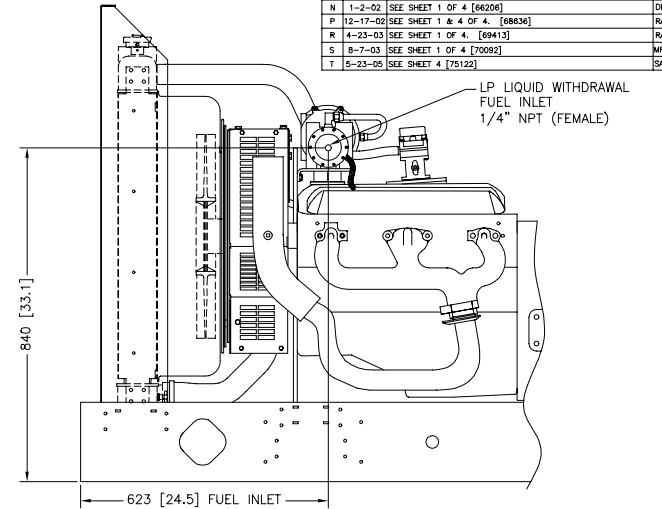 N 1-2-02 SEE SHEET 1 OF 4 [66206]
P 12-17-02 SEE SHEET 1 & 4 OF 4. [68636]
R 4-23-03 SEE SHEET 1 OF 4. [69413]
S 8-7-03 SEE SHEET 1 OF 4 [70092]
T 5-23-05 SEE SHEET 4 [75122]
LP LIQUID WITHDRAWAL
FUEL INLET
1/4" NPT (FEMALE)
840 [33.1]
623 [24.5] FUEL INLET